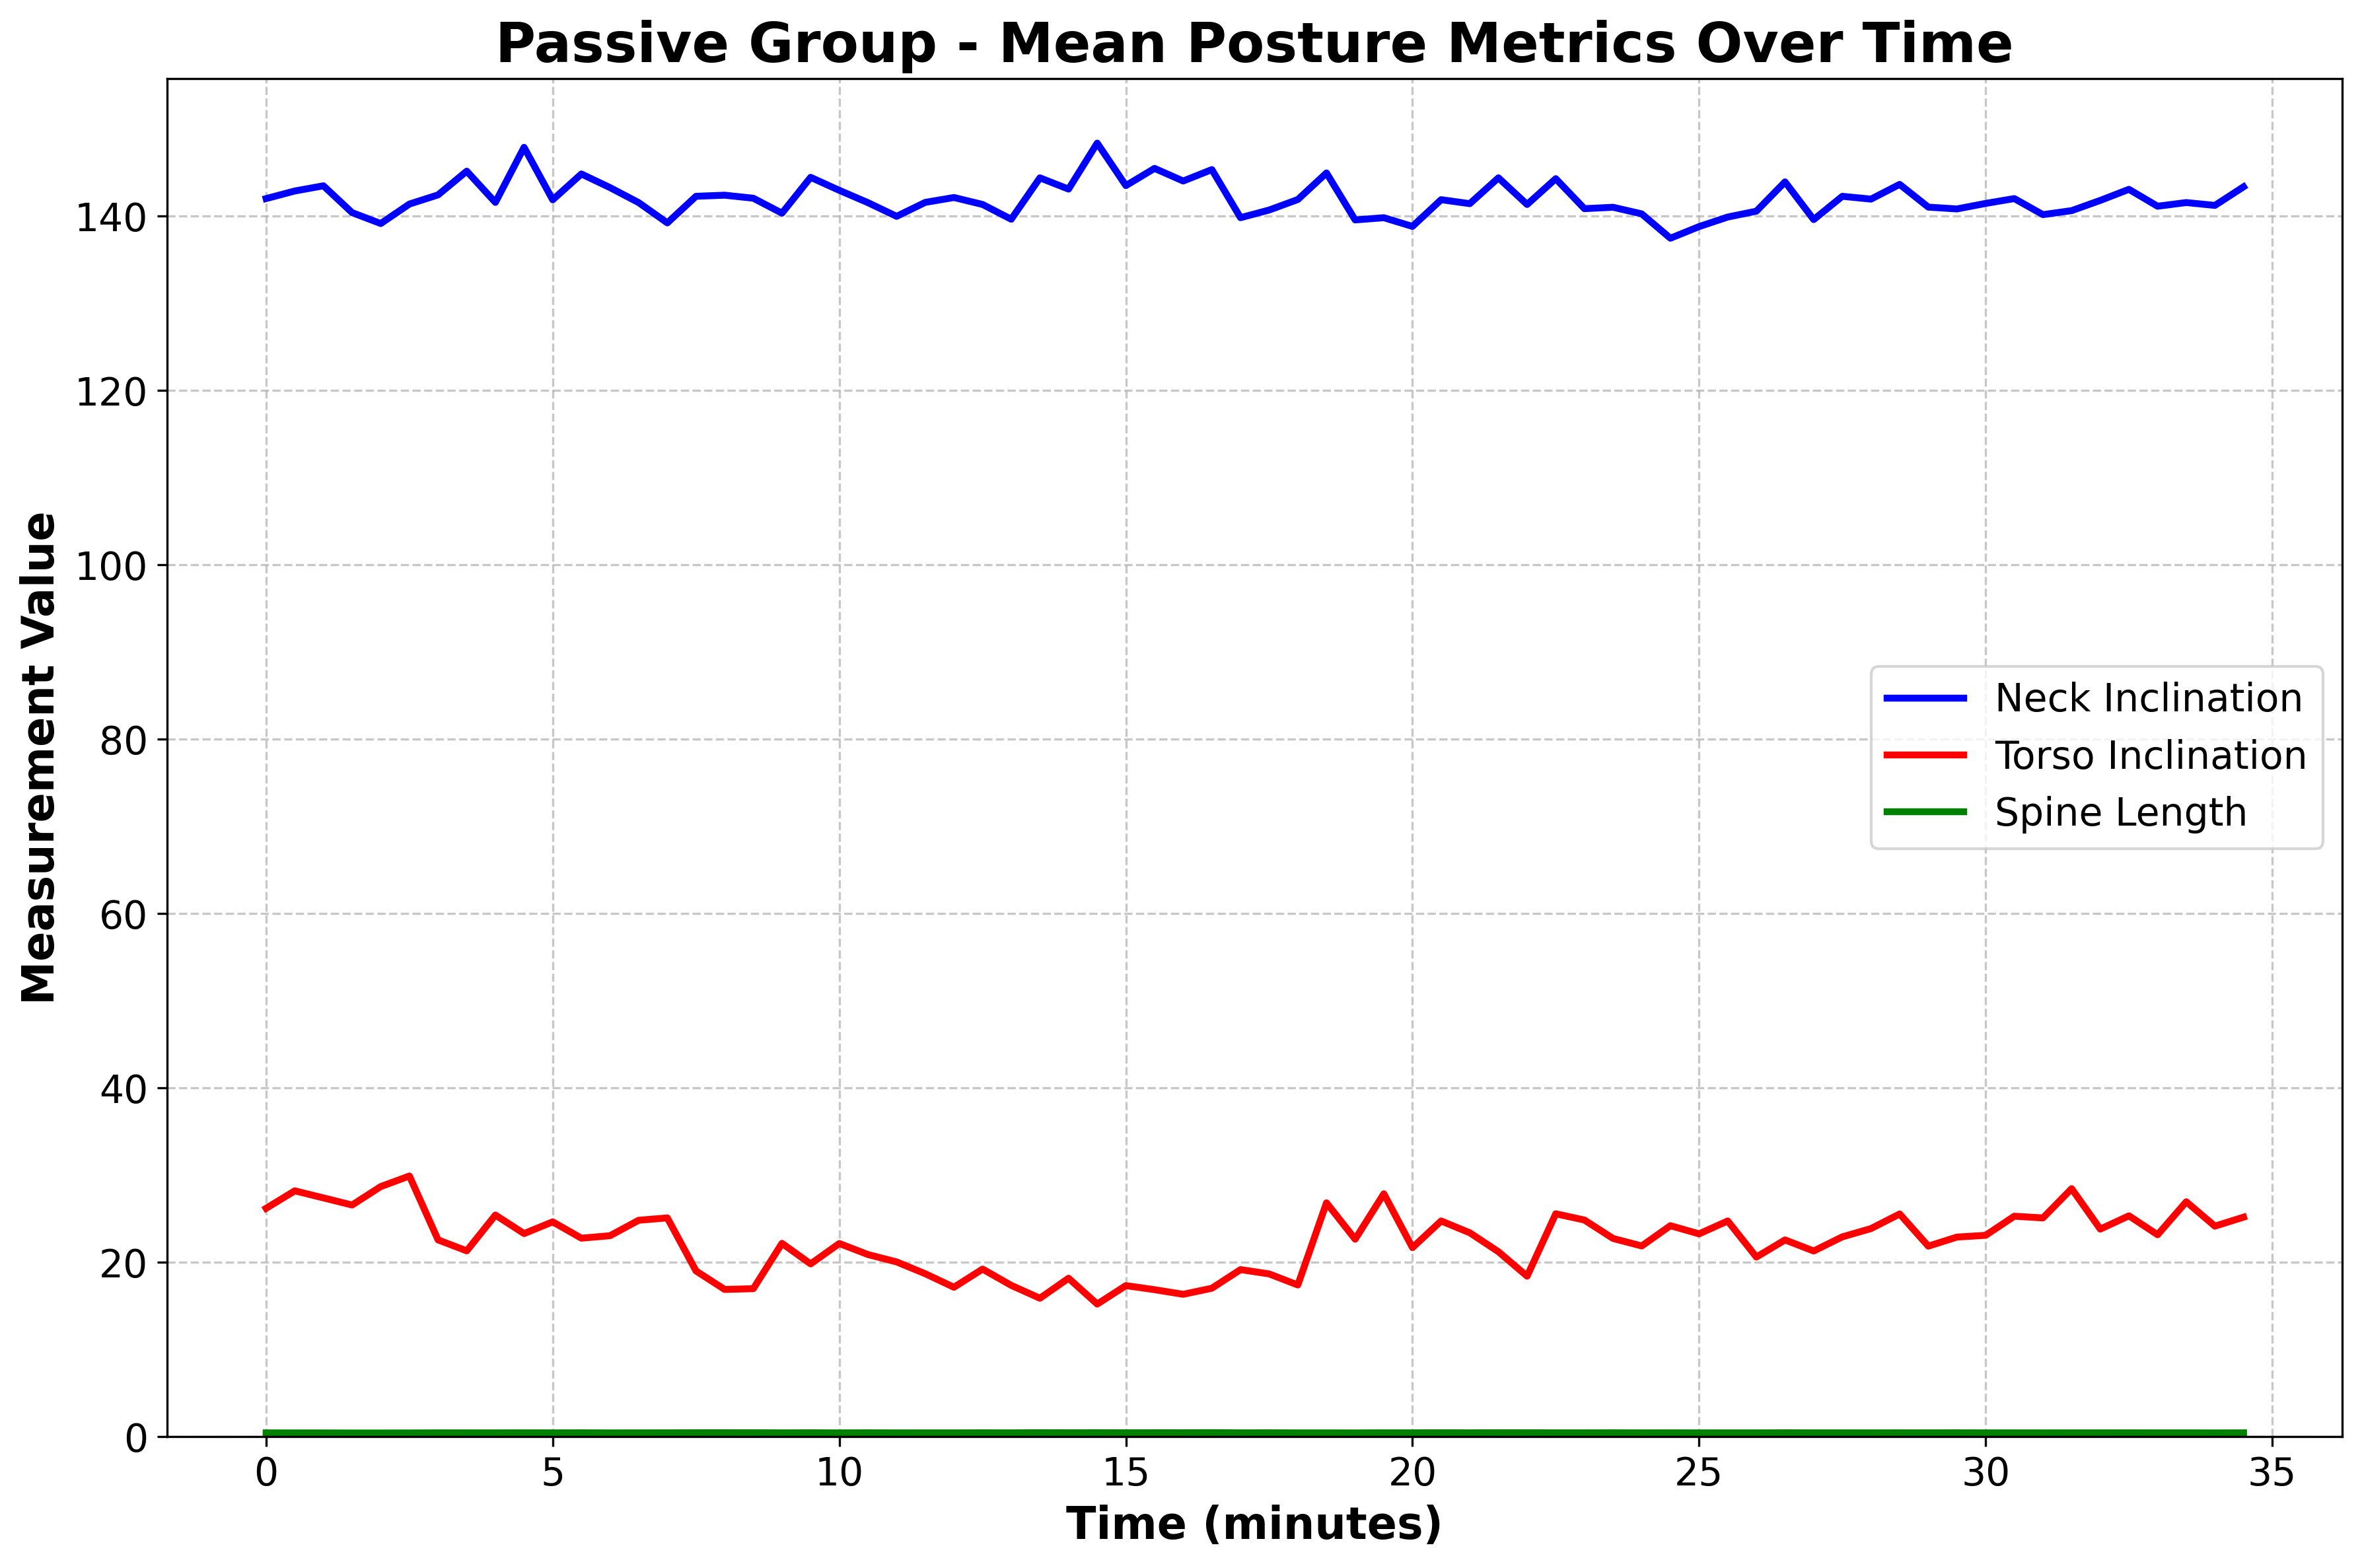 Passive Group - Mean Posture Metrics Over Time
Measurement Value
140
120
100
80
60
40
20
0
Neck Inclination
Torso Inclination
Spine Length
0 5 10 15 20 25 30 35
Time (minutes)